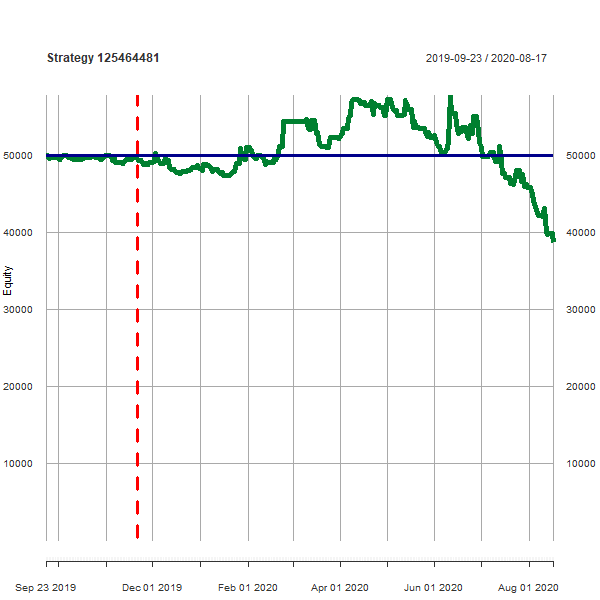 Strategy 125464481
2019-09-23 / 2020-08-17
50000
50000
40000
40000
Equity
30000
30000
20000
20000
10000
10000
Sep 23 2019
Dec 01 2019
Feb 01 2020
Apr 01 2020
Jun 01 2020
Aug 01 2020